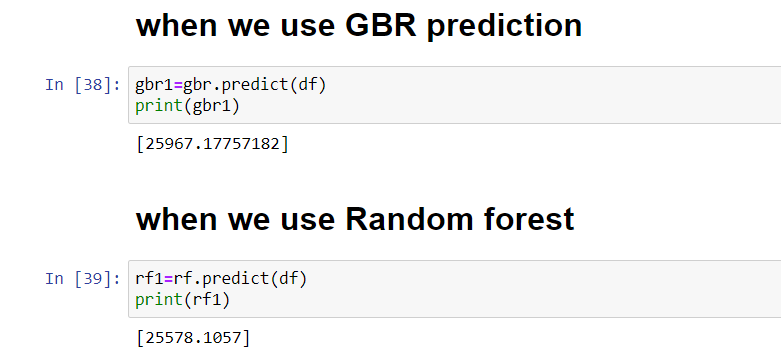 when we use GBR prediction
In [38]: gbr1=gbr.predict(df)
print(gbr1)
[25967.17757182]
when we use Random forest
In [39]: rf1=rf.predict(df)
print(rf1)
[25578.1057]